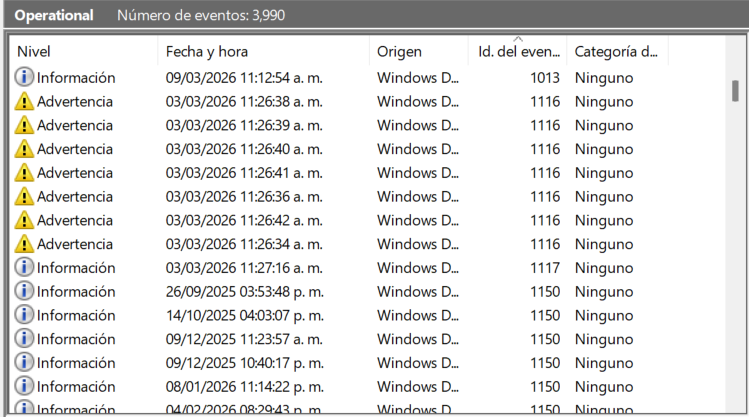 Operational Número de eventos: 3,990
Nivel Fecha y hora Origen Id. del even... Categoría d...
Información 09/03/2026 11:12:54 a. m. Windows D... 1013 Ninguno
Advertencia 03/03/2026 11:26:38 a. m. Windows D... 1116 Ninguno
Advertencia 03/03/2026 11:26:39 a. m. Windows D... 1116 Ninguno
Advertencia 03/03/2026 11:26:40 a. m. Windows D... 1116 Ninguno
Advertencia 03/03/2026 11:26:41 a. m. Windows D... 1116 Ninguno
Advertencia 03/03/2026 11:26:36 a. m. Windows D... 1116 Ninguno
Advertencia 03/03/2026 11:26:42 a. m. Windows D... 1116 Ninguno
Advertencia 03/03/2026 11:26:34 a. m. Windows D... 1116 Ninguno
Información 03/03/2026 11:27:16 a. m. Windows D... 1117 Ninguno
Información 26/09/2025 03:53:48 p. m. Windows D... 1150 Ninguno
Información 14/10/2025 04:03:07 p. m. Windows D... 1150 Ninguno
Información 09/12/2025 11:23:57 a. m. Windows D... 1150 Ninguno
Información 09/12/2025 10:40:17 p. m. Windows D... 1150 Ninguno
Información 08/01/2026 11:14:22 p. m. Windows D... 1150 Ninguno
Información 04/02/2026 08:29:43 p. m. Windows D... 1150 Ninguno